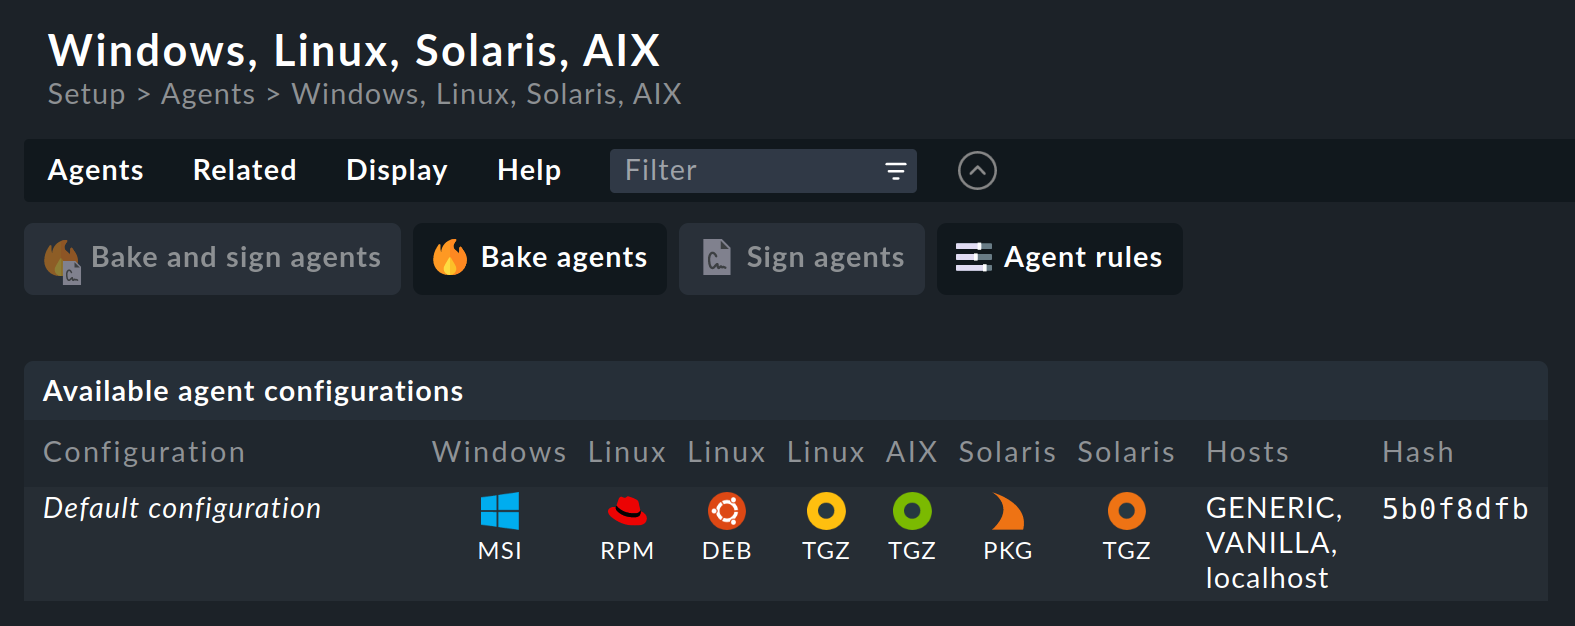 Windows, Linux, Solaris, AIX
Setup > Agents > Windows, Linux, Solaris, AIX
Agents Related Display Help Filter
Bake and sign agents Bake agents Sign agents Agent rules
Available agent configurations
Configuration Windows Linux Linux Linux AIX Solaris Solaris Hosts Hash
Default configuration MSI RPM DEB TGZ TGZ PKG TGZ GENERIC, 5b0f8dfb
VANILLA,
localhost